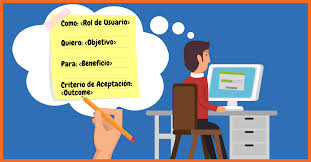 Como: <Rol de Usuario>
Quiero: <Objetivo>
Para: <Beneficio>
Criterio de Aceptación:
<Outcome>